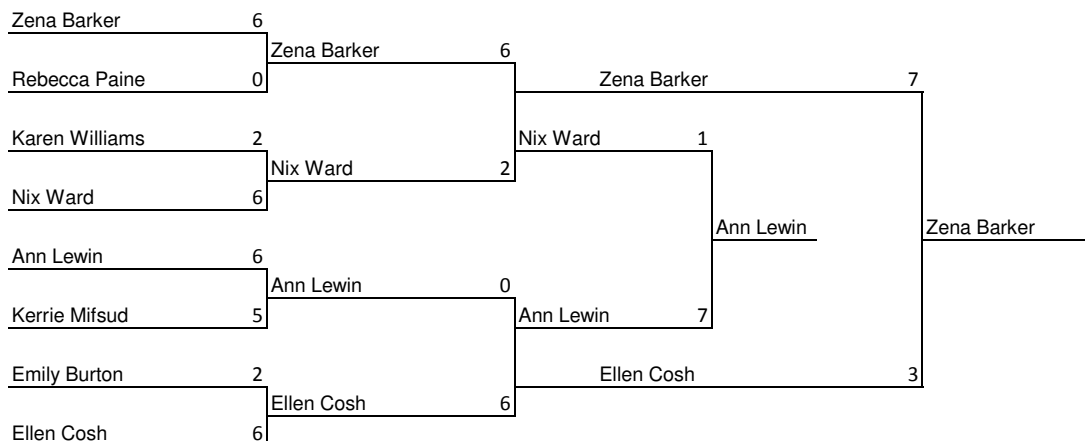 Zena Barker 6
Zena Barker 6
Rebecca Paine 0
Zena Barker 7
Karen Williams 2
Nix Ward 1
Nix Ward 2
Nix Ward 6
Ann Lewin
Zena Barker
Ann Lewin 6
Ann Lewin 0
Kerrie Mifsud 5
Ann Lewin 7
Emily Burton 2
Ellen Cosh 3
Ellen Cosh 6
Ellen Cosh 6